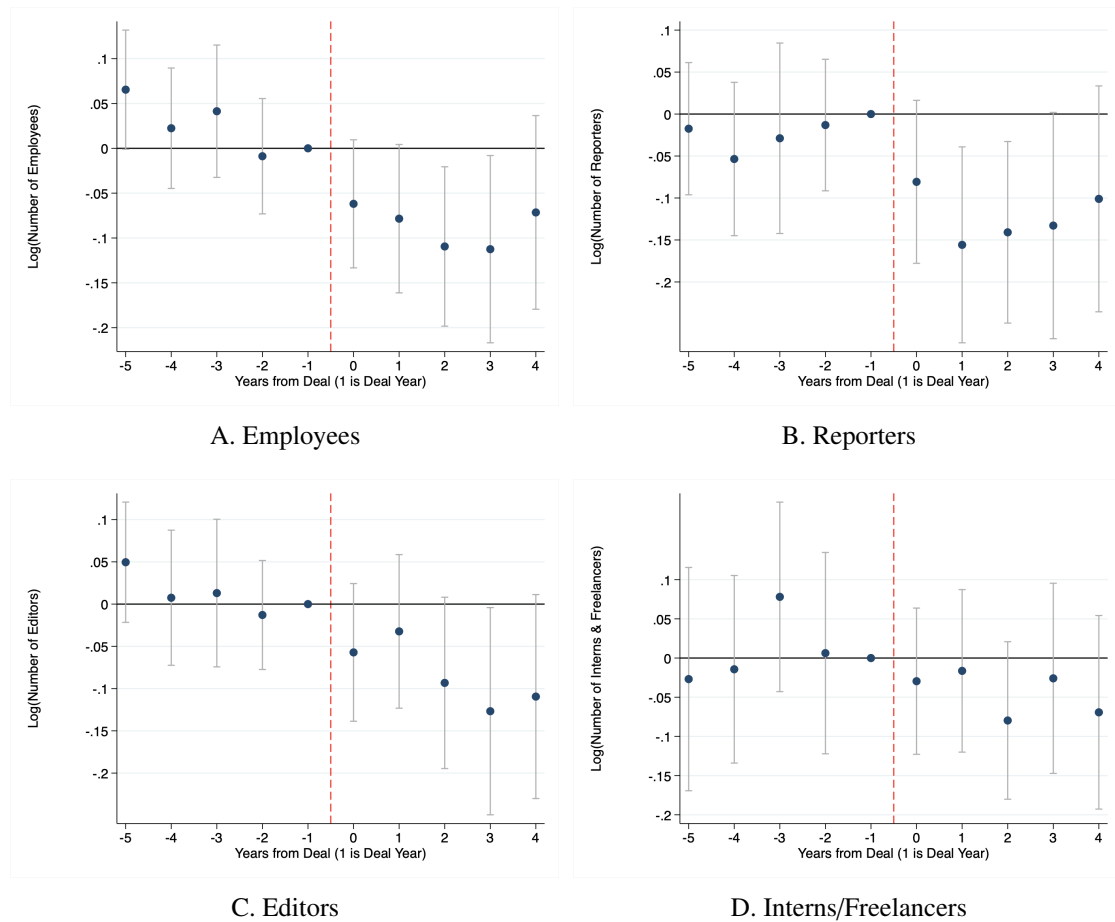 Log(Number of Employees)
.1
.05
0
-.05
-.1
-.15
-.2
-5 -4 -3 -2 -1 0 1 2 3 4
Years from Deal (1 is Deal Year)
A. Employees
Log(Number of Reporters)
.1
.05
0
-.05
-.1
-.15
-.2
-5 -4 -3 -2 -1 0 1 2 3 4
Years from Deal (1 is Deal Year)
B. Reporters
Log(Number of Editors)
.1
.05
0
-.05
-.1
-.15
-.2
-5 -4 -3 -2 -1 0 1 2 3 4
Years from Deal (1 is Deal Year)
C. Editors
Log(Number of Interns & Freelancers)
.1
.05
0
-.05
-.1
-.15
-.2
-5 -4 -3 -2 -1 0 1 2 3 4
Years from Deal (1 is Deal Year)
D. Interns/Freelancers